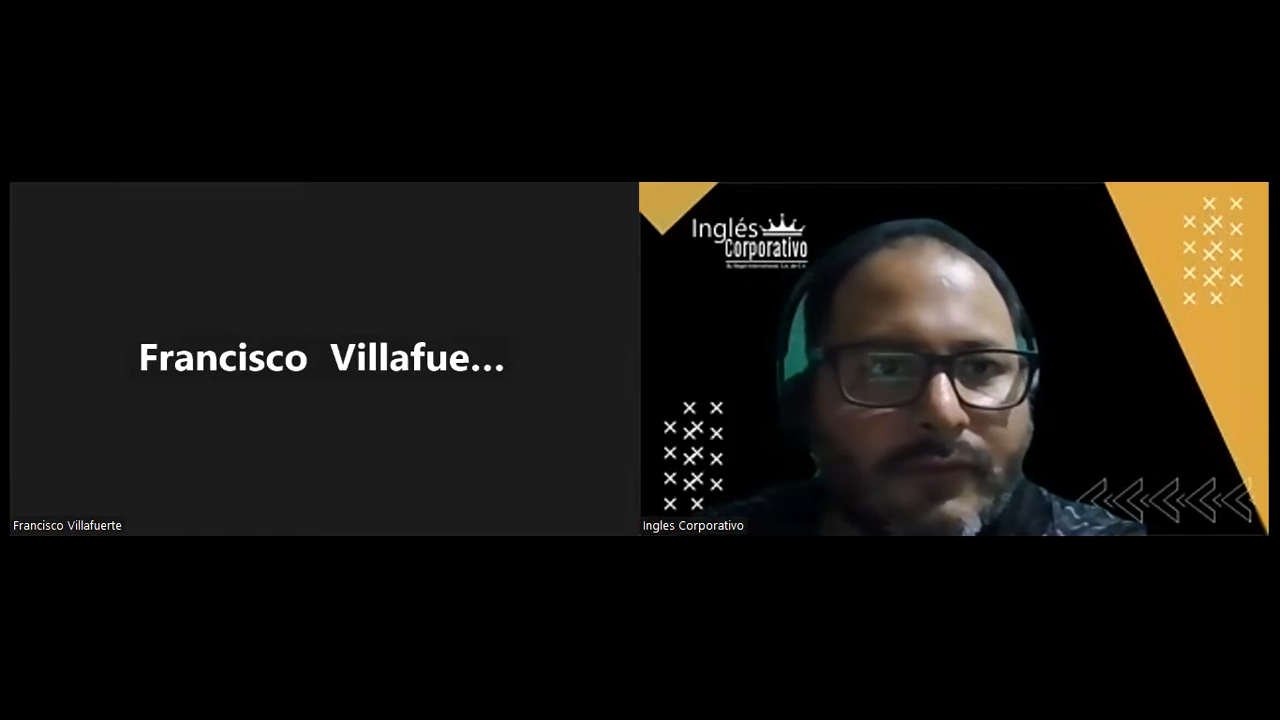 Francisco Villafue...
Francisco Villafuerte
Inglés
Corporativo
Ingles Corporativo